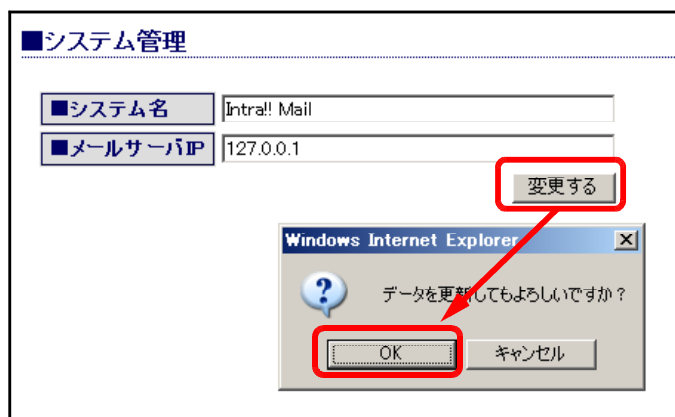 ■システム管理
■システム名 Intra!! Mail
■メールサーバIP 127.0.0.1
変更する
Windows Internet Explorer
データを更新してもよろしいですか？
OK キャンセル